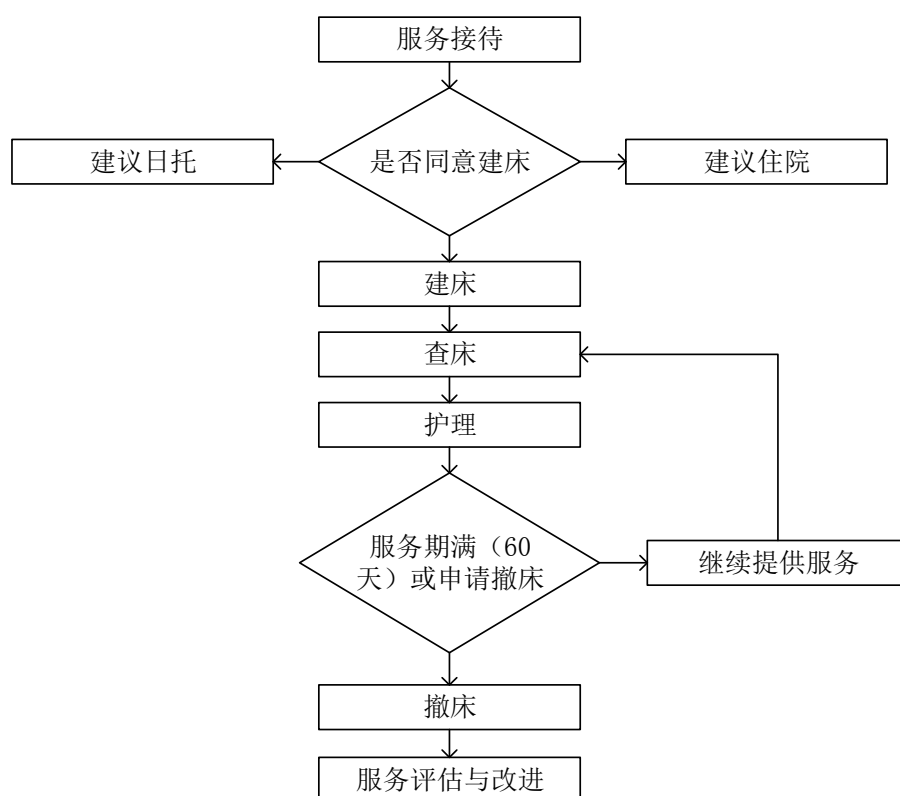 服务接待
建议日托
是否同意建床
建议住院
建床
查床
护理
服务期满（60
天）或申请撤床
继续提供服务
撤床
服务评估与改进